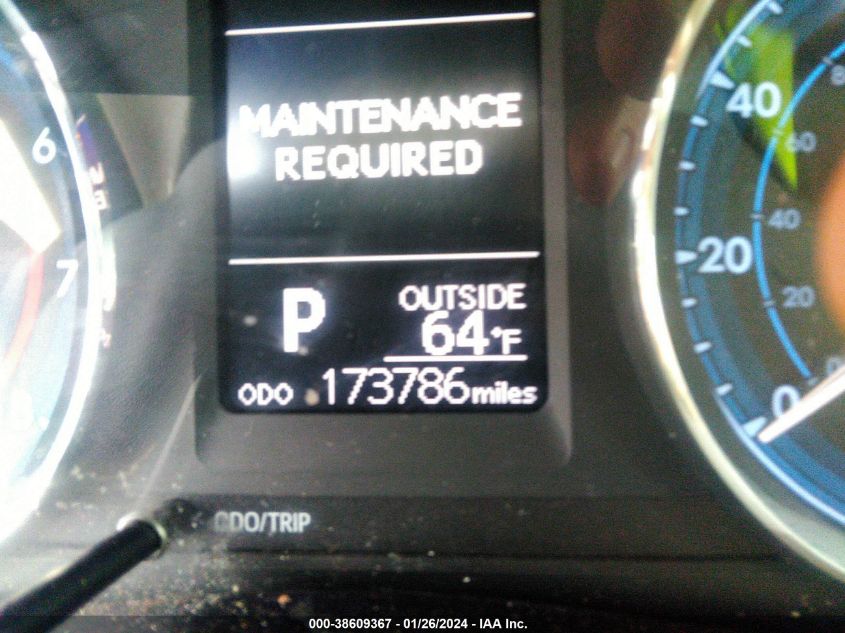 MAINTENANCE
REQUIRED
P
OUTSIDE
64°F
ODO 173786 miles
ODO/TRIP
6
7
40
20
0
80
60
40
20
0
000-38609367 - 01/26/2024 - IAA Inc.